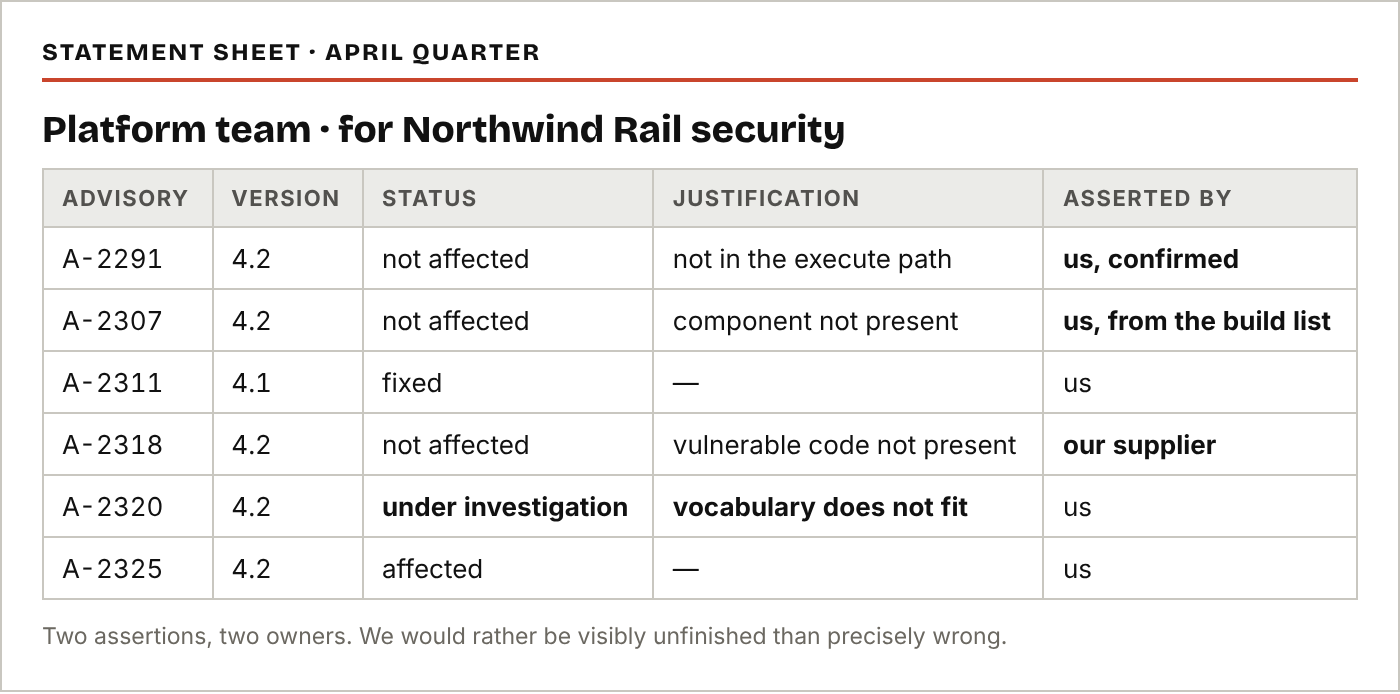 STATEMENT SHEET · APRIL QUARTER
Platform team · for Northwind Rail security
ADVISORY VERSION STATUS JUSTIFICATION ASSERTED BY
A-2291 4.2 not affected not in the execute path us, confirmed
A-2307 4.2 not affected component not present us, from the build list
A-2311 4.1 fixed — us
A-2318 4.2 not affected vulnerable code not present our supplier
A-2320 4.2 under investigation vocabulary does not fit us
A-2325 4.2 affected — us
Two assertions, two owners. We would rather be visibly unfinished than precisely wrong.